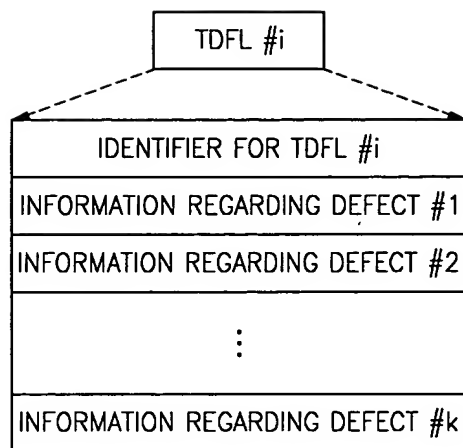 TDFL #i
IDENTIFIER FOR TDFL #i
INFORMATION REGARDING DEFECT #1
INFORMATION REGARDING DEFECT #2
⋮
INFORMATION REGARDING DEFECT #k